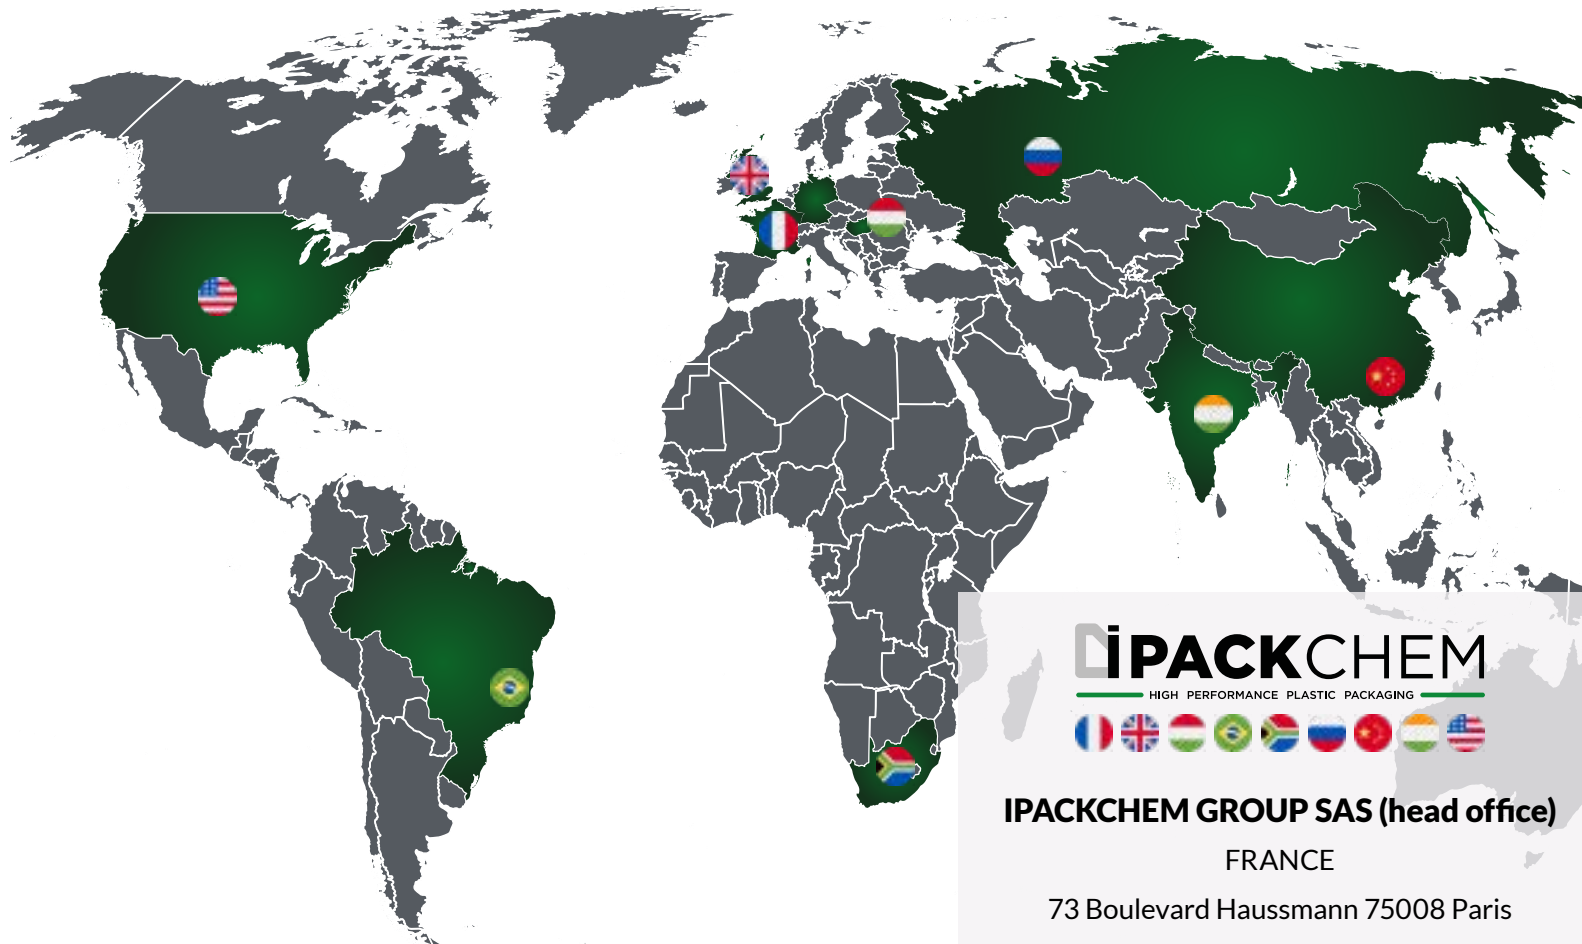 iPACKCHEM
HIGH PERFORMANCE PLASTIC PACKAGING
IPACKCHEM GROUP SAS (head office)
FRANCE
73 Boulevard Haussmann 75008 Paris